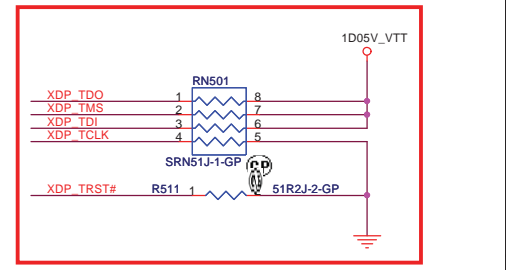 1D05V_VTT
RN501
XDP_TDO 1 8
XDP_TMS 2 7
XDP_TDI 3 6
XDP_TCLK 4 5
SRN51J-1-GP
XDP_TRST# R511 1 2 51R2J-2-GP